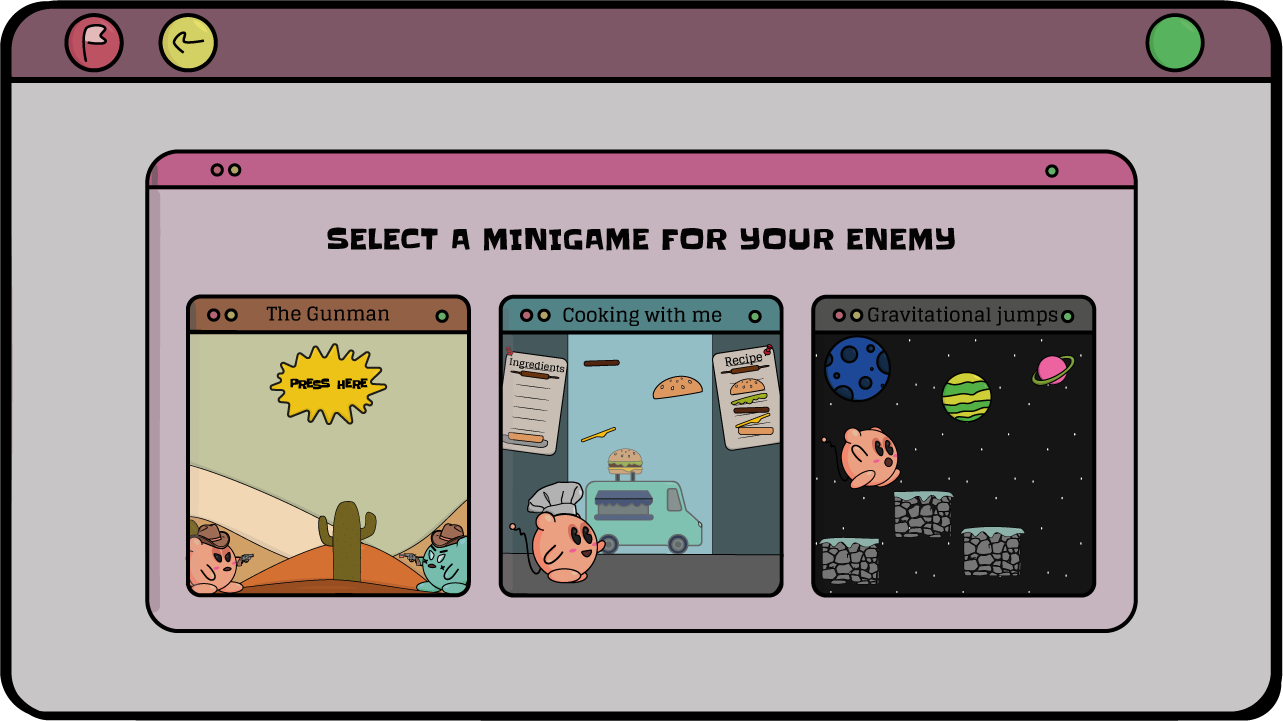 SELECT A MINIGAME FOR YOUR ENEMY
The Gunman
Cooking with me
Gravitational jumps
PRESS HERE
Ingredients
Recipe